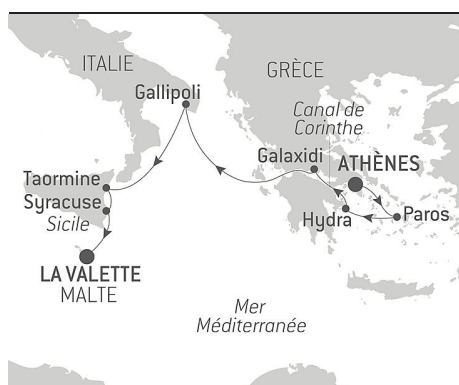 ITALIE
GRÈCE
Gallipoli
Canal de
Corinthe
Galaxidi
ATHÈNES
Taormine
Syracuse
Sicile
Hydra
Paros
LA VALETTE
MALTE
Mer
Méditerranée